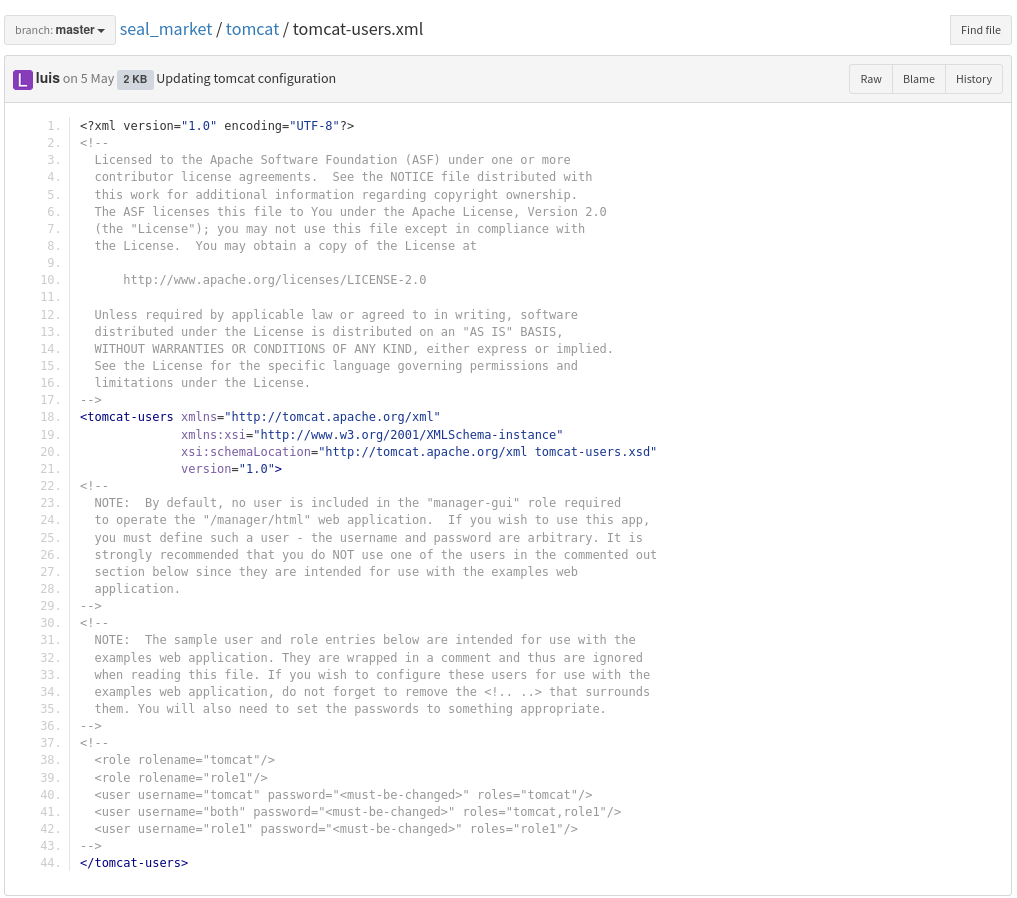 branch: master seal_market / tomcat / tomcat-users.xml Find file
L luis on 5 May 2 KB Updating tomcat configuration Raw Blame History
1. <?xml version="1.0" encoding="UTF-8"?>
2. <!--
3.   Licensed to the Apache Software Foundation (ASF) under one or more
4.   contributor license agreements.  See the NOTICE file distributed with
5.   this work for additional information regarding copyright ownership.
6.   The ASF licenses this file to You under the Apache License, Version 2.0
7.   (the "License"); you may not use this file except in compliance with
8.   the License.  You may obtain a copy of the License at
9.
10.       http://www.apache.org/licenses/LICENSE-2.0
11.
12.   Unless required by applicable law or agreed to in writing, software
13.   distributed under the License is distributed on an "AS IS" BASIS,
14.   WITHOUT WARRANTIES OR CONDITIONS OF ANY KIND, either express or implied.
15.   See the License for the specific language governing permissions and
16.   limitations under the License.
17. -->
18. <tomcat-users xmlns="http://tomcat.apache.org/xml"
19.               xmlns:xsi="http://www.w3.org/2001/XMLSchema-instance"
20.               xsi:schemaLocation="http://tomcat.apache.org/xml tomcat-users.xsd"
21.               version="1.0">
22. <!--
23.   NOTE:  By default, no user is included in the "manager-gui" role required
24.   to operate the "/manager/html" web application.  If you wish to use this app,
25.   you must define such a user - the username and password are arbitrary. It is
26.   strongly recommended that you do NOT use one of the users in the commented out
27.   section below since they are intended for use with the examples web
28.   application.
29. -->
30. <!--
31.   NOTE:  The sample user and role entries below are intended for use with the
32.   examples web application. They are wrapped in a comment and thus are ignored
33.   when reading this file. If you wish to configure these users for use with the
34.   examples web application, do not forget to remove the <!.. ..> that surrounds
35.   them. You will also need to set the passwords to something appropriate.
36. -->
37. <!--
38.   <role rolename="tomcat"/>
39.   <role rolename="role1"/>
40.   <user username="tomcat" password="<must-be-changed>" roles="tomcat"/>
41.   <user username="both" password="<must-be-changed>" roles="tomcat,role1"/>
42.   <user username="role1" password="<must-be-changed>" roles="role1"/>
43. -->
44. </tomcat-users>